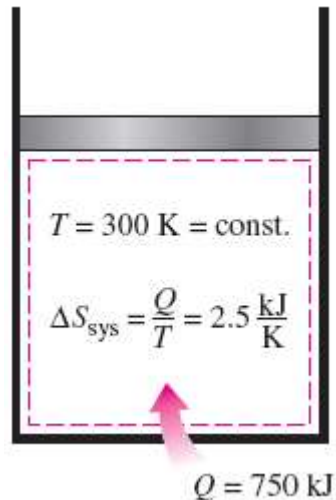 T = 300 K = const.
ΔS_sys = Q/T = 2.5 kJ/K
Q = 750 kJ